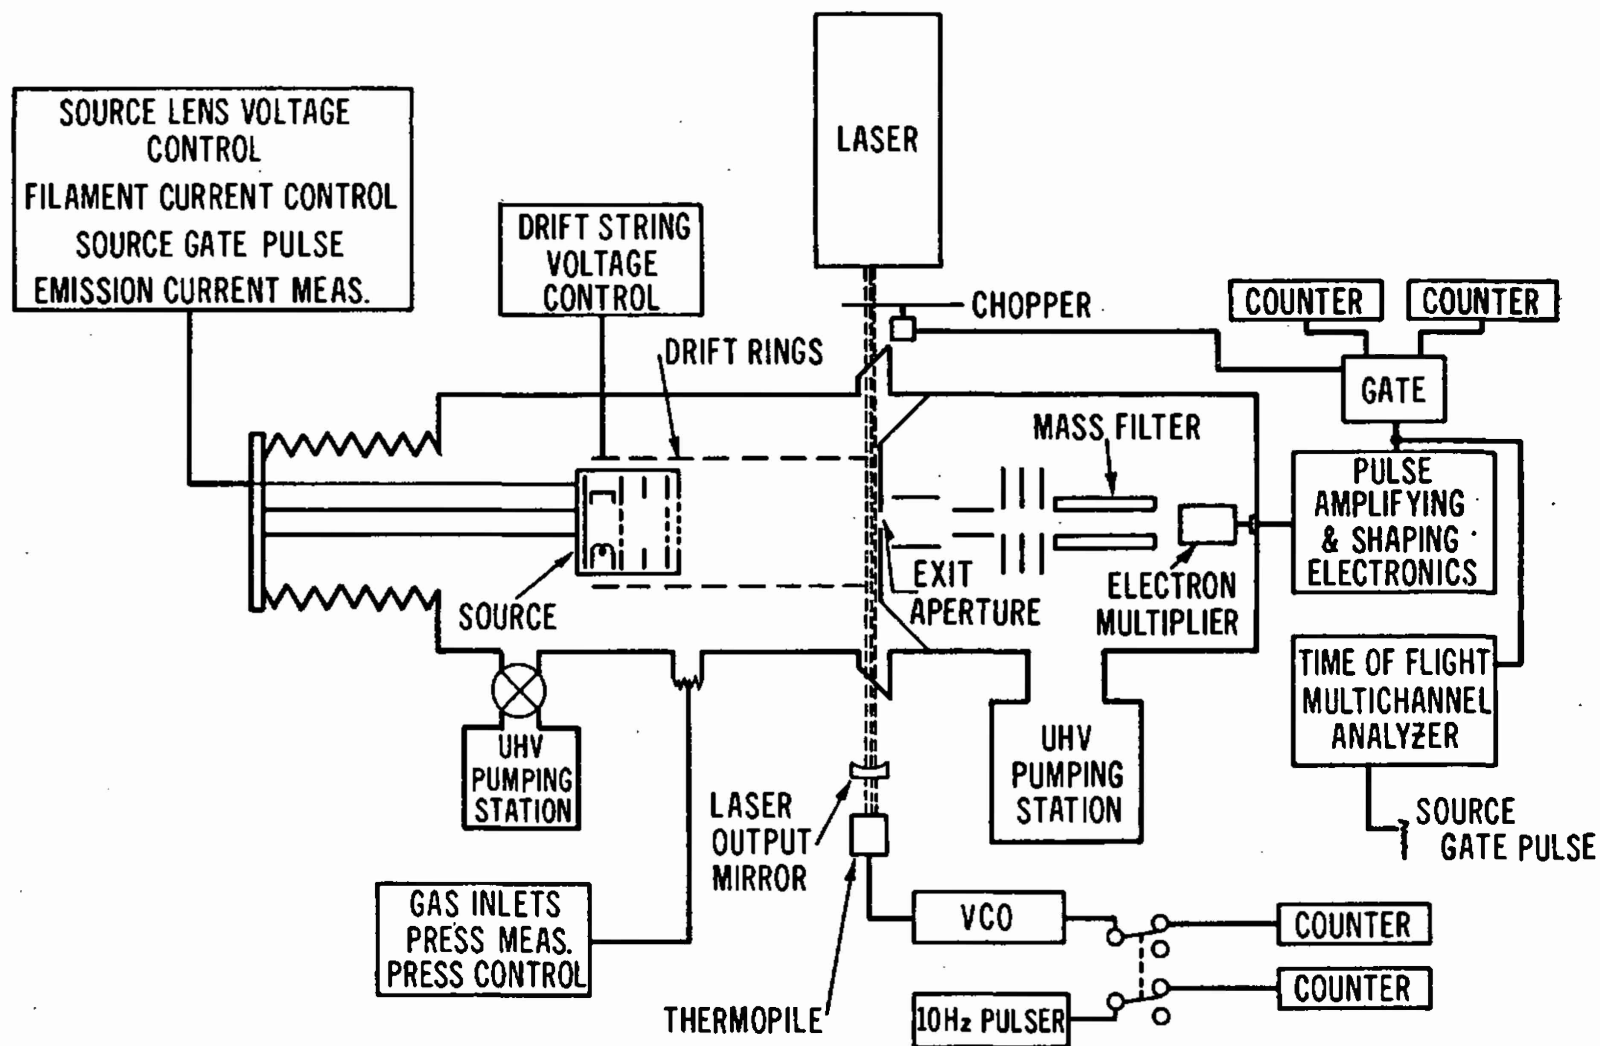 LASER
SOURCE LENS VOLTAGE
CONTROL
FILAMENT CURRENT CONTROL
SOURCE GATE PULSE
EMISSION CURRENT MEAS.
DRIFT STRING
VOLTAGE
CONTROL
CHOPPER
COUNTER
COUNTER
DRIFT RINGS
GATE
MASS FILTER
PULSE
AMPLIFYING
& SHAPING
ELECTRONICS
SOURCE
EXIT
APERTURE
ELECTRON
MULTIPLIER
TIME OF FLIGHT
MULTICHANNEL
ANALYZER
UHV
PUMPING
STATION
UHV
PUMPING
STATION
LASER
OUTPUT
MIRROR
SOURCE
GATE PULSE
GAS INLETS
PRESS MEAS.
PRESS CONTROL
VCO
COUNTER
THERMOPILE
10Hz PULSER
COUNTER